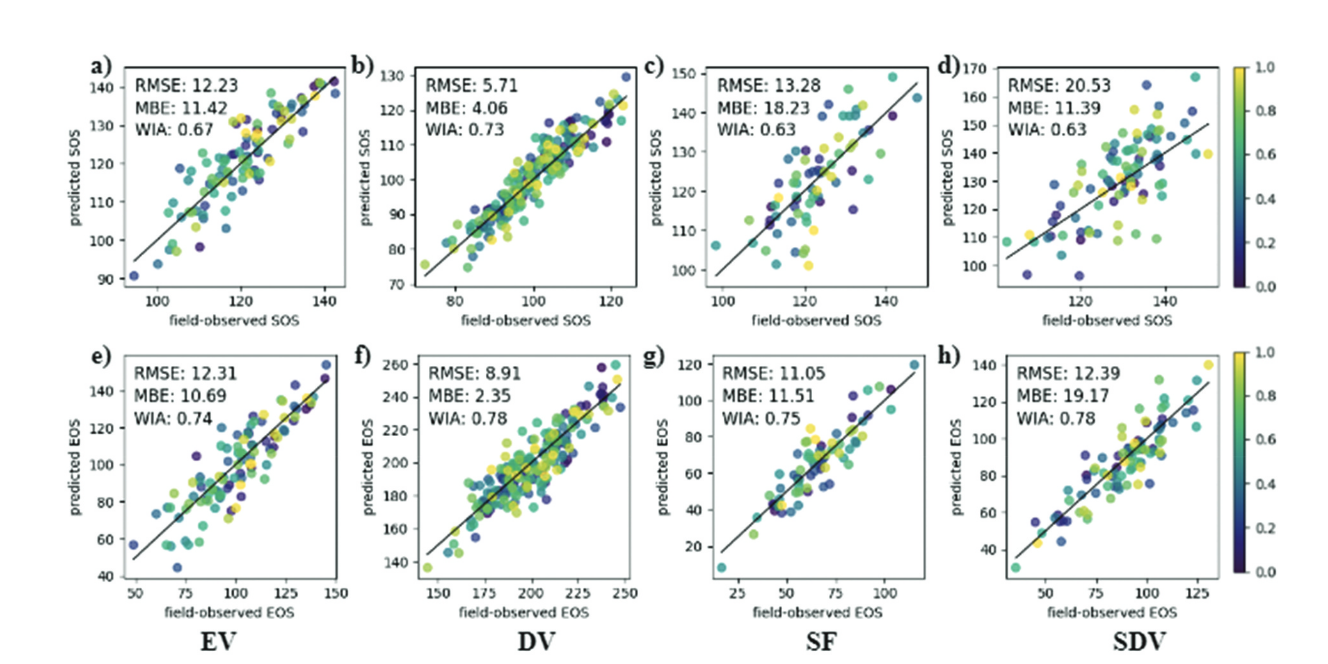 a)
RMSE: 12.23
MBE: 11.42
WIA: 0.67
predicted SOS
140
130
120
110
100
90
100 120 140
field-observed SOS
b)
RMSE: 5.71
MBE: 4.06
WIA: 0.73
predicted SOS
130
120
110
100
90
80
70
80 100 120
field-observed SOS
c)
RMSE: 13.28
MBE: 18.23
WIA: 0.63
predicted SOS
150
140
130
120
110
100
100 120 140
field-observed SOS
d)
RMSE: 20.53
MBE: 11.39
WIA: 0.63
predicted SOS
170
160
150
140
130
120
110
100
120 140
field-observed SOS
1.0
0.8
0.6
0.4
0.2
0.0
e)
RMSE: 12.31
MBE: 10.69
WIA: 0.74
predicted EOS
140
120
100
80
60
40
50 75 100 125 150
field-observed EOS
EV
f)
RMSE: 8.91
MBE: 2.35
WIA: 0.78
predicted EOS
260
240
220
200
180
160
140
150 175 200 225 250
field-observed EOS
DV
g)
RMSE: 11.05
MBE: 11.51
WIA: 0.75
predicted EOS
120
100
80
60
40
20
25 50 75 100
field-observed EOS
SF
h)
RMSE: 12.39
MBE: 19.17
WIA: 0.78
predicted EOS
140
120
100
80
60
40
50 75 100 125
field-observed EOS
SDV
1.0
0.8
0.6
0.4
0.2
0.0